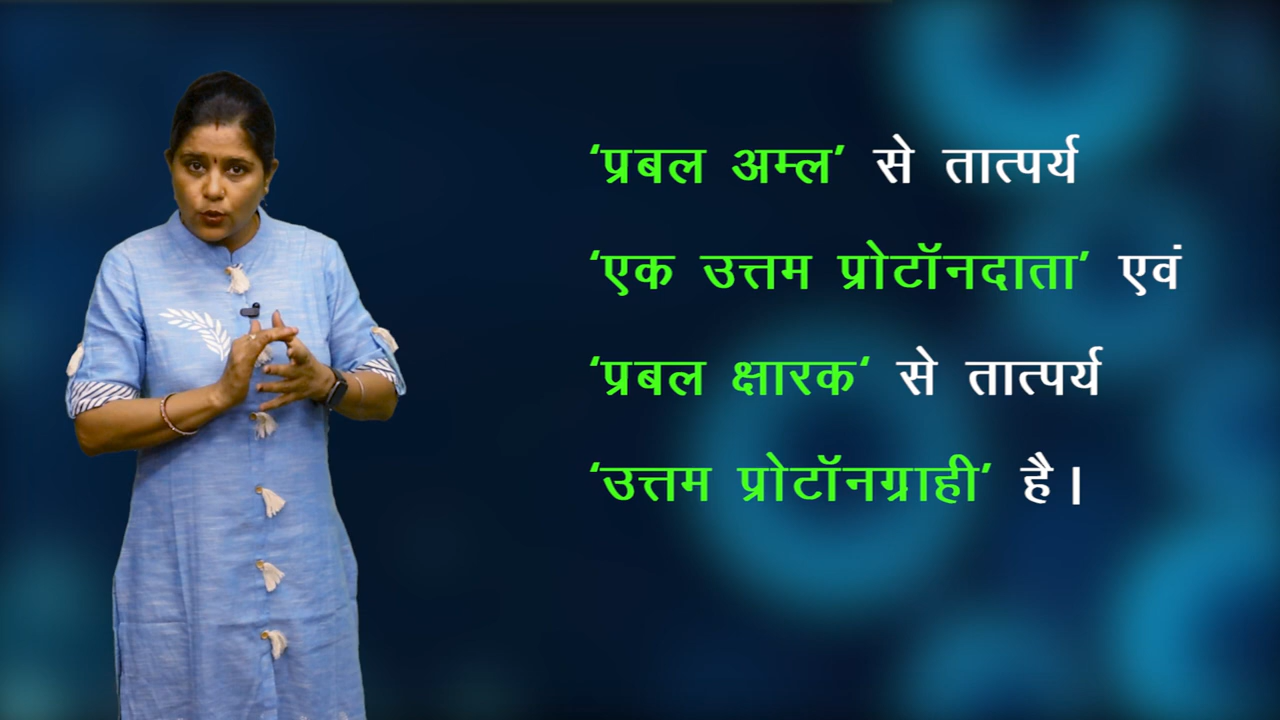 ‘प्रबल अम्ल’ से तात्पर्य
‘एक उत्तम प्रोटॉनदाता’ एवं
‘प्रबल क्षारक‘ से तात्पर्य
‘उत्तम प्रोटॉनग्राही’ है।